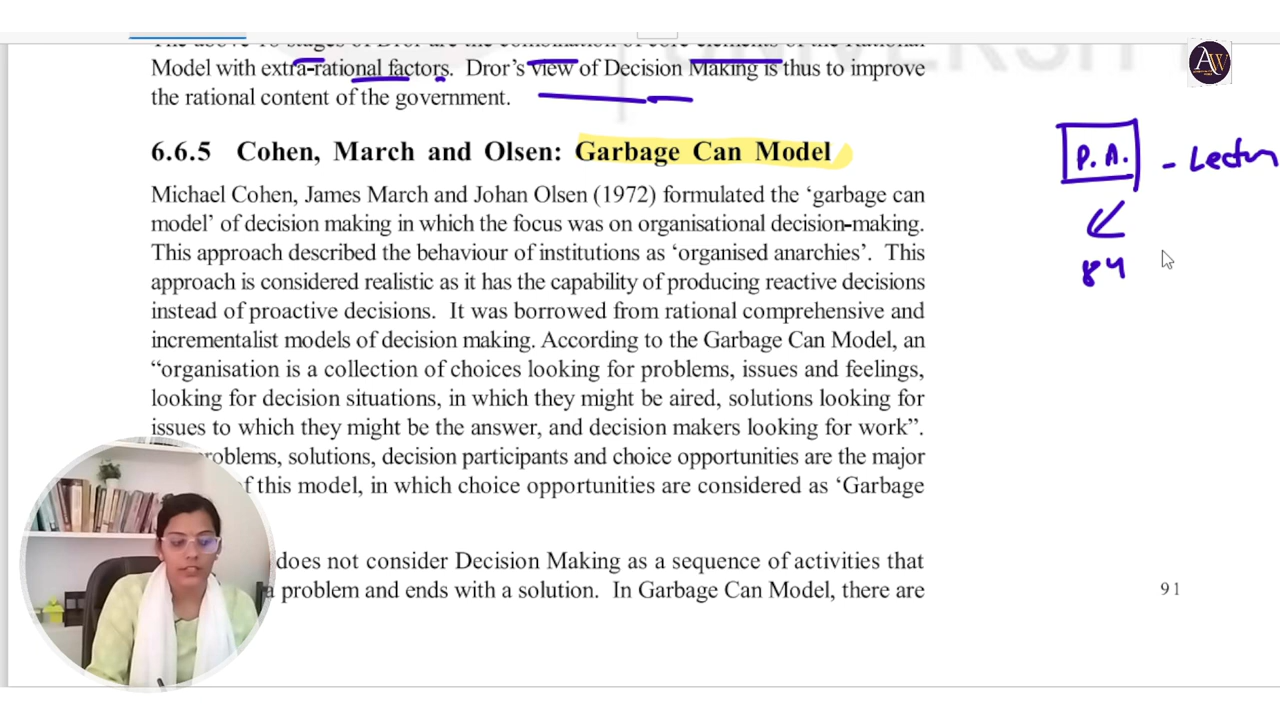 Model with extra-rational factors. Dror's view of Decision Making is thus to improve
the rational content of the government.
6.6.5 Cohen, March and Olsen: Garbage Can Model
Michael Cohen, James March and Johan Olsen (1972) formulated the 'garbage can
model' of decision making in which the focus was on organisational decision-making.
This approach described the behaviour of institutions as 'organised anarchies'. This
approach is considered realistic as it has the capability of producing reactive decisions
instead of proactive decisions. It was borrowed from rational comprehensive and
incrementalist models of decision making. According to the Garbage Can Model, an
"organisation is a collection of choices looking for problems, issues and feelings,
looking for decision situations, in which they might be aired, solutions looking for
issues to which they might be the answer, and decision makers looking for work".
problems, solutions, decision participants and choice opportunities are the major
of this model, in which choice opportunities are considered as 'Garbage
does not consider Decision Making as a sequence of activities that
a problem and ends with a solution. In Garbage Can Model, there are
91
P.A. - Lectur
84
AW